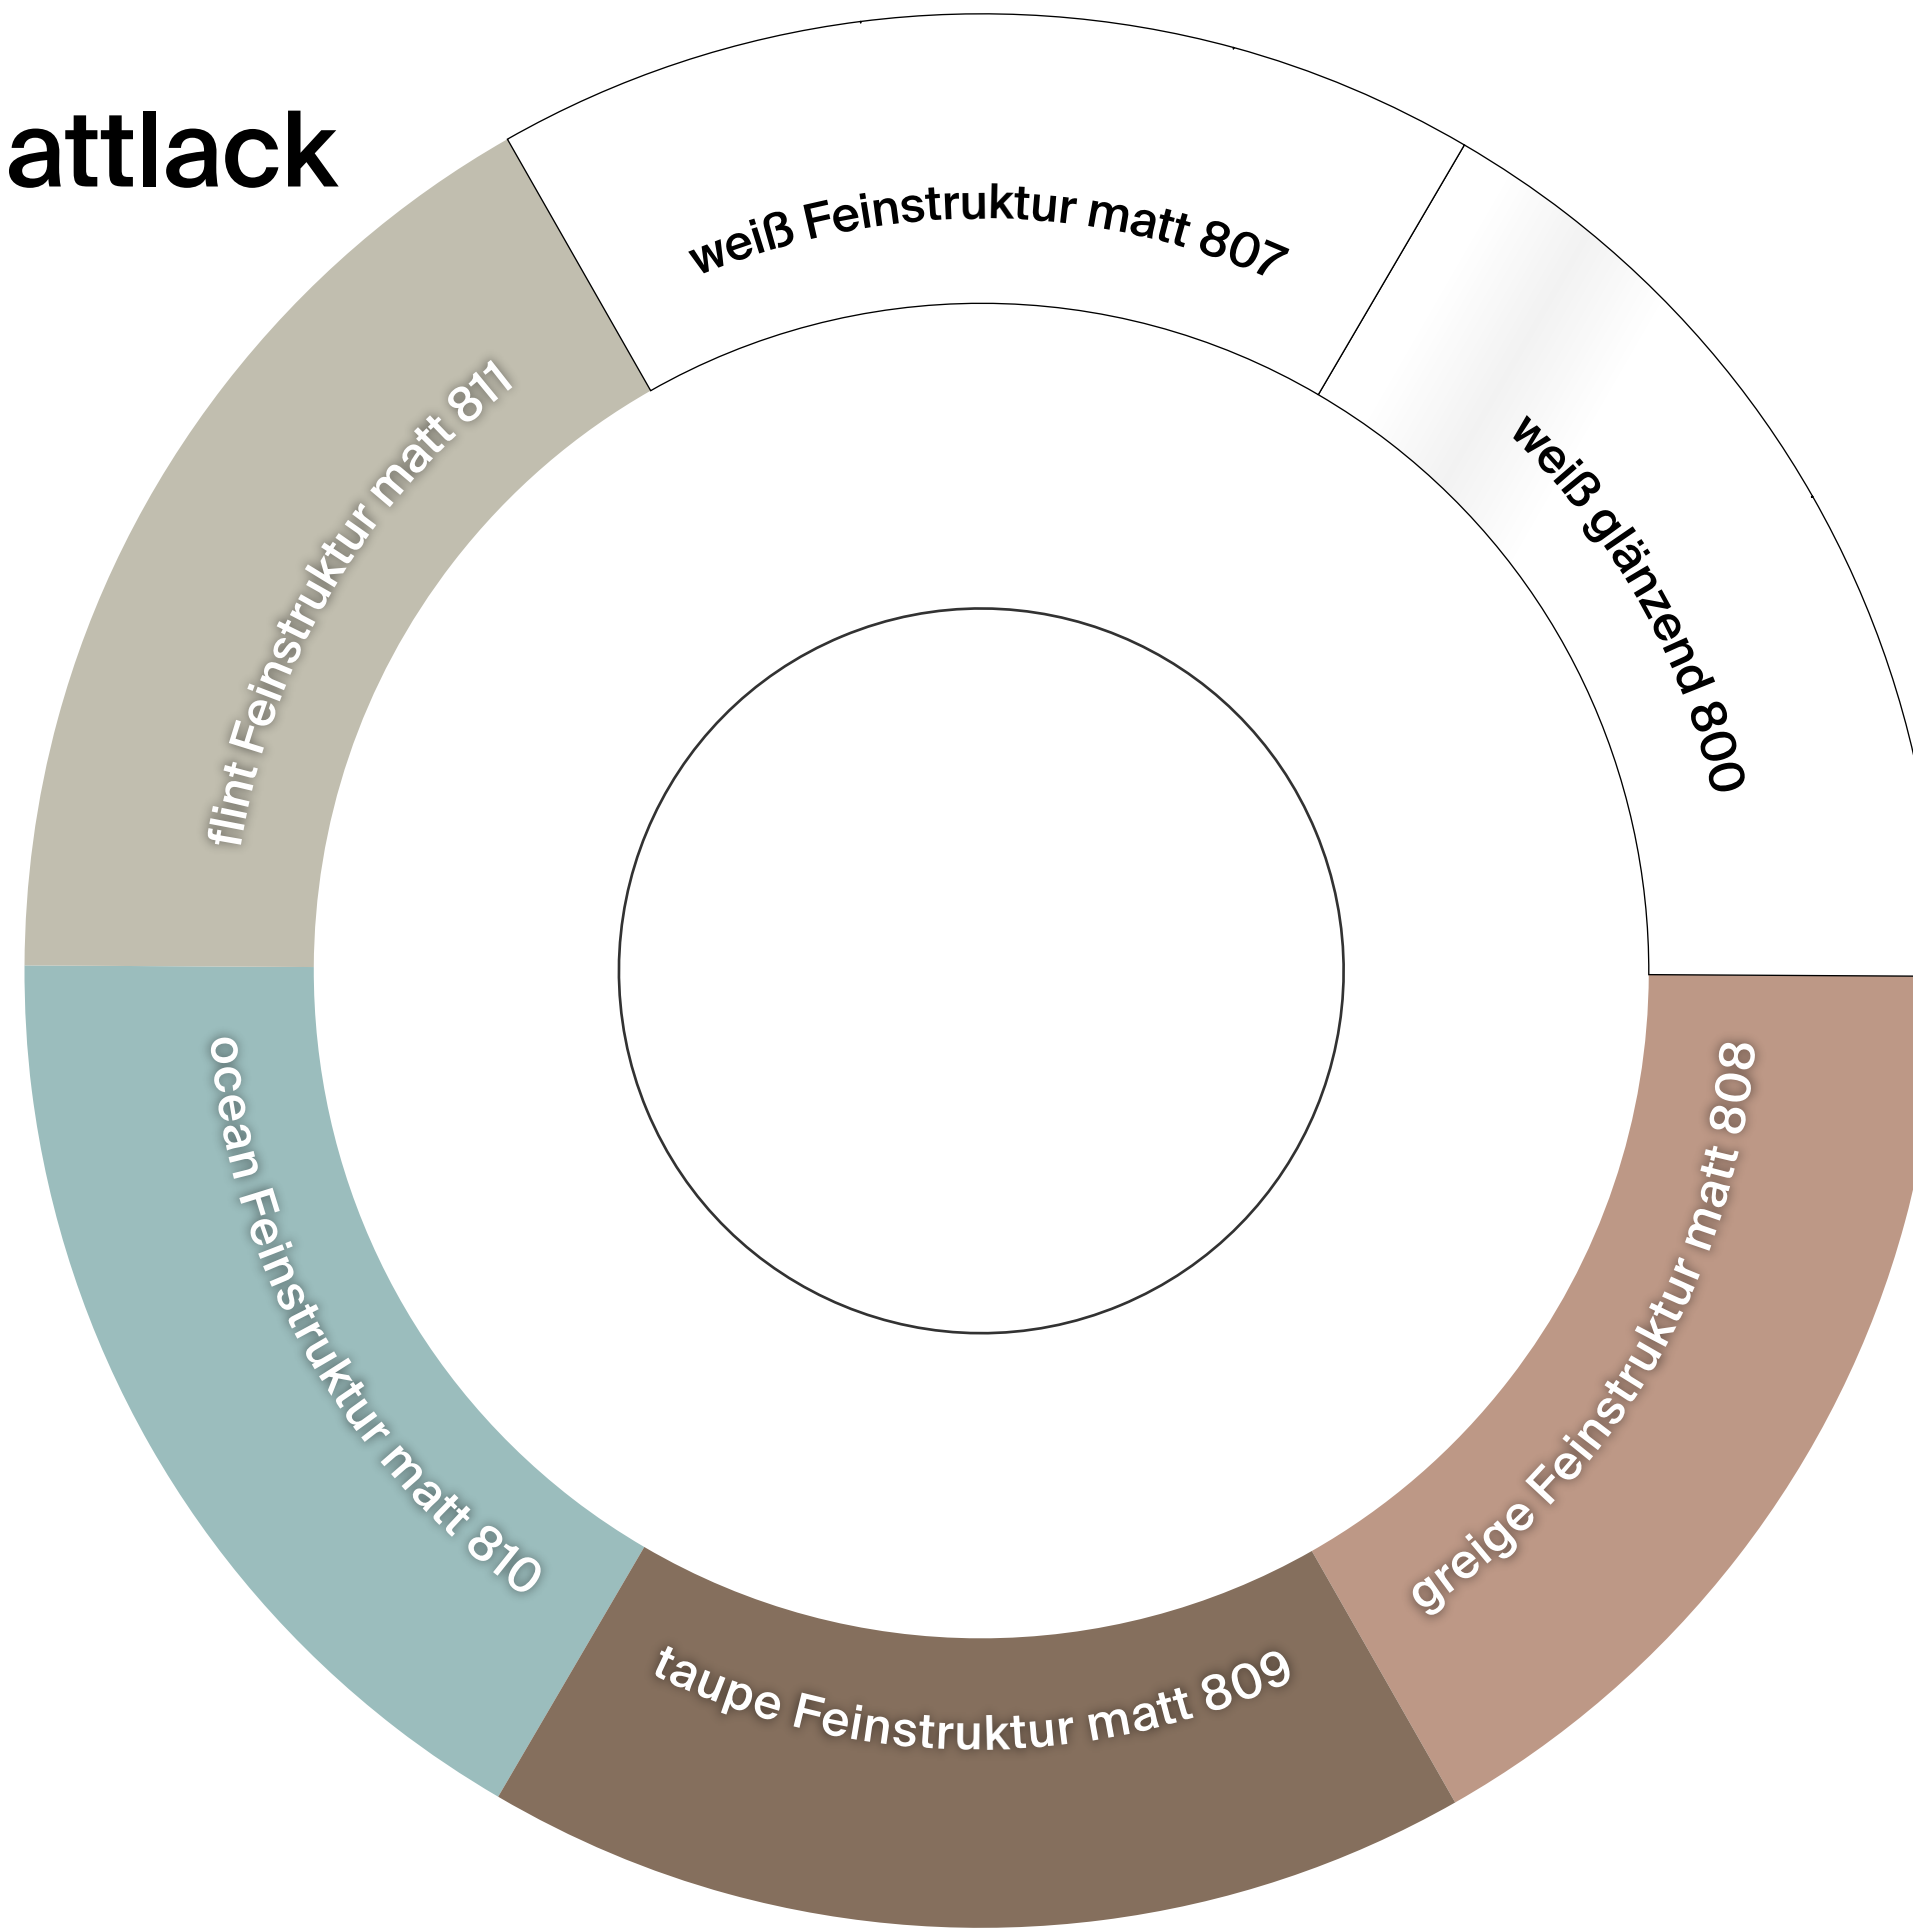 attlack
weiß Feinstruktur matt 807
weiß glänzend 800
greige Feinstruktur matt 808
taupe Feinstruktur matt 809
ocean Feinstruktur matt 810
flint Feinstruktur matt 811